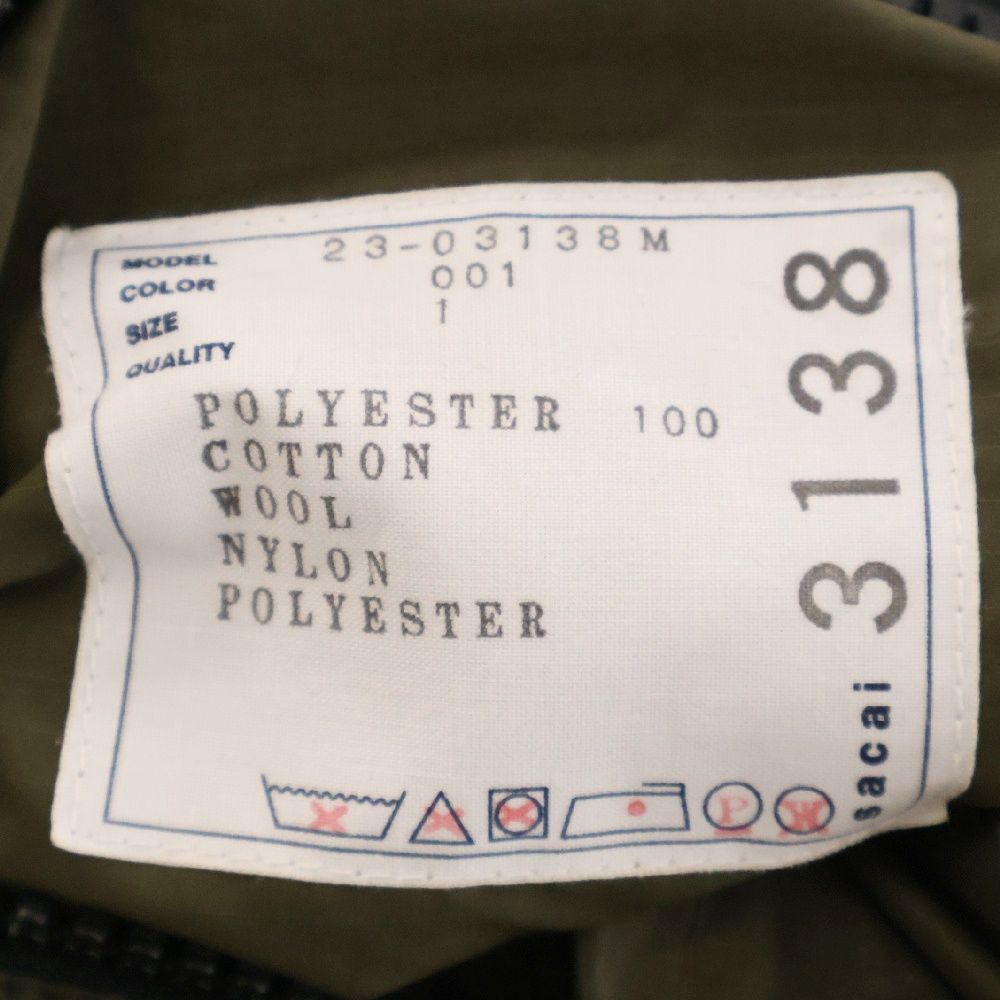 MODEL 23-03138M
COLOR 001
SIZE 1
QUALITY
POLYESTER 100
COTTON
WOOL
NYLON
POLYESTER
P
W
3138
sacai